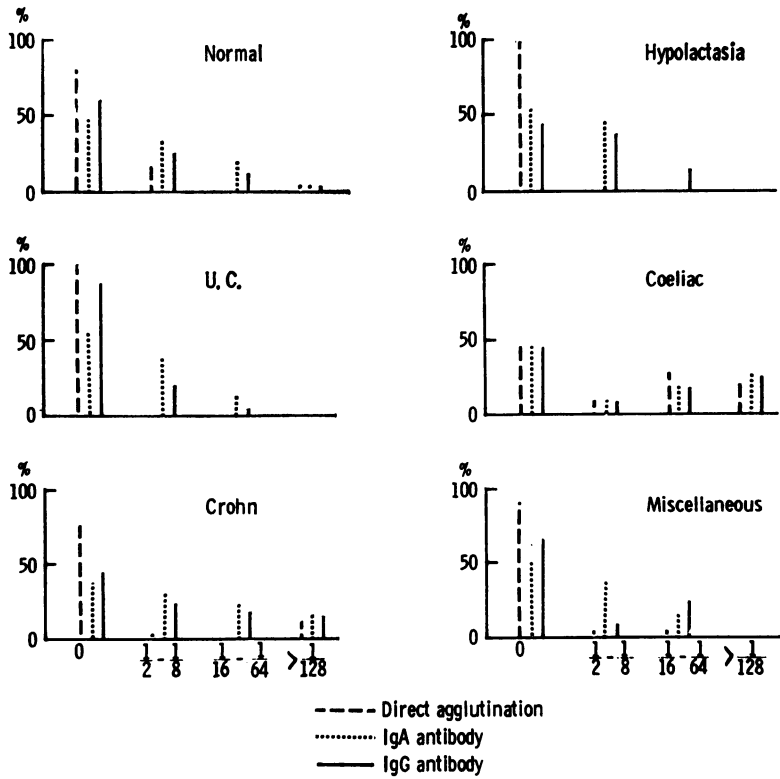 %
100
50
0
Normal
%
100
50
0
Hypolactasia
%
100
50
0
U. C.
%
100
50
0
Coeliac
%
100
50
0
Crohn
0
1/2 - 1/8
1/16 - 1/64
> 1/128
%
100
50
0
Miscellaneous
0
1/2 - 1/8
1/16 - 1/64
> 1/128
Direct agglutination
IgA antibody
IgG antibody